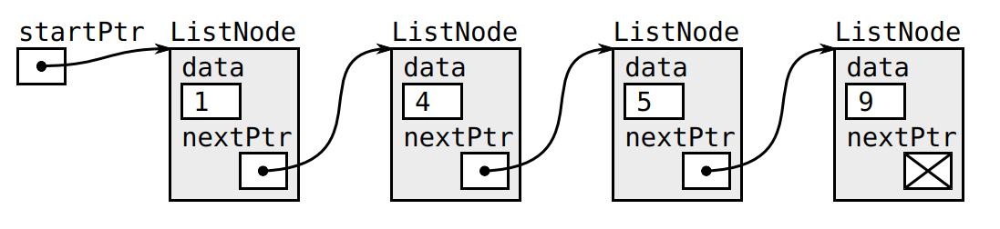 startPtr ListNode ListNode ListNode ListNode
data data data data
1 4 5 9
nextPtr nextPtr nextPtr nextPtr